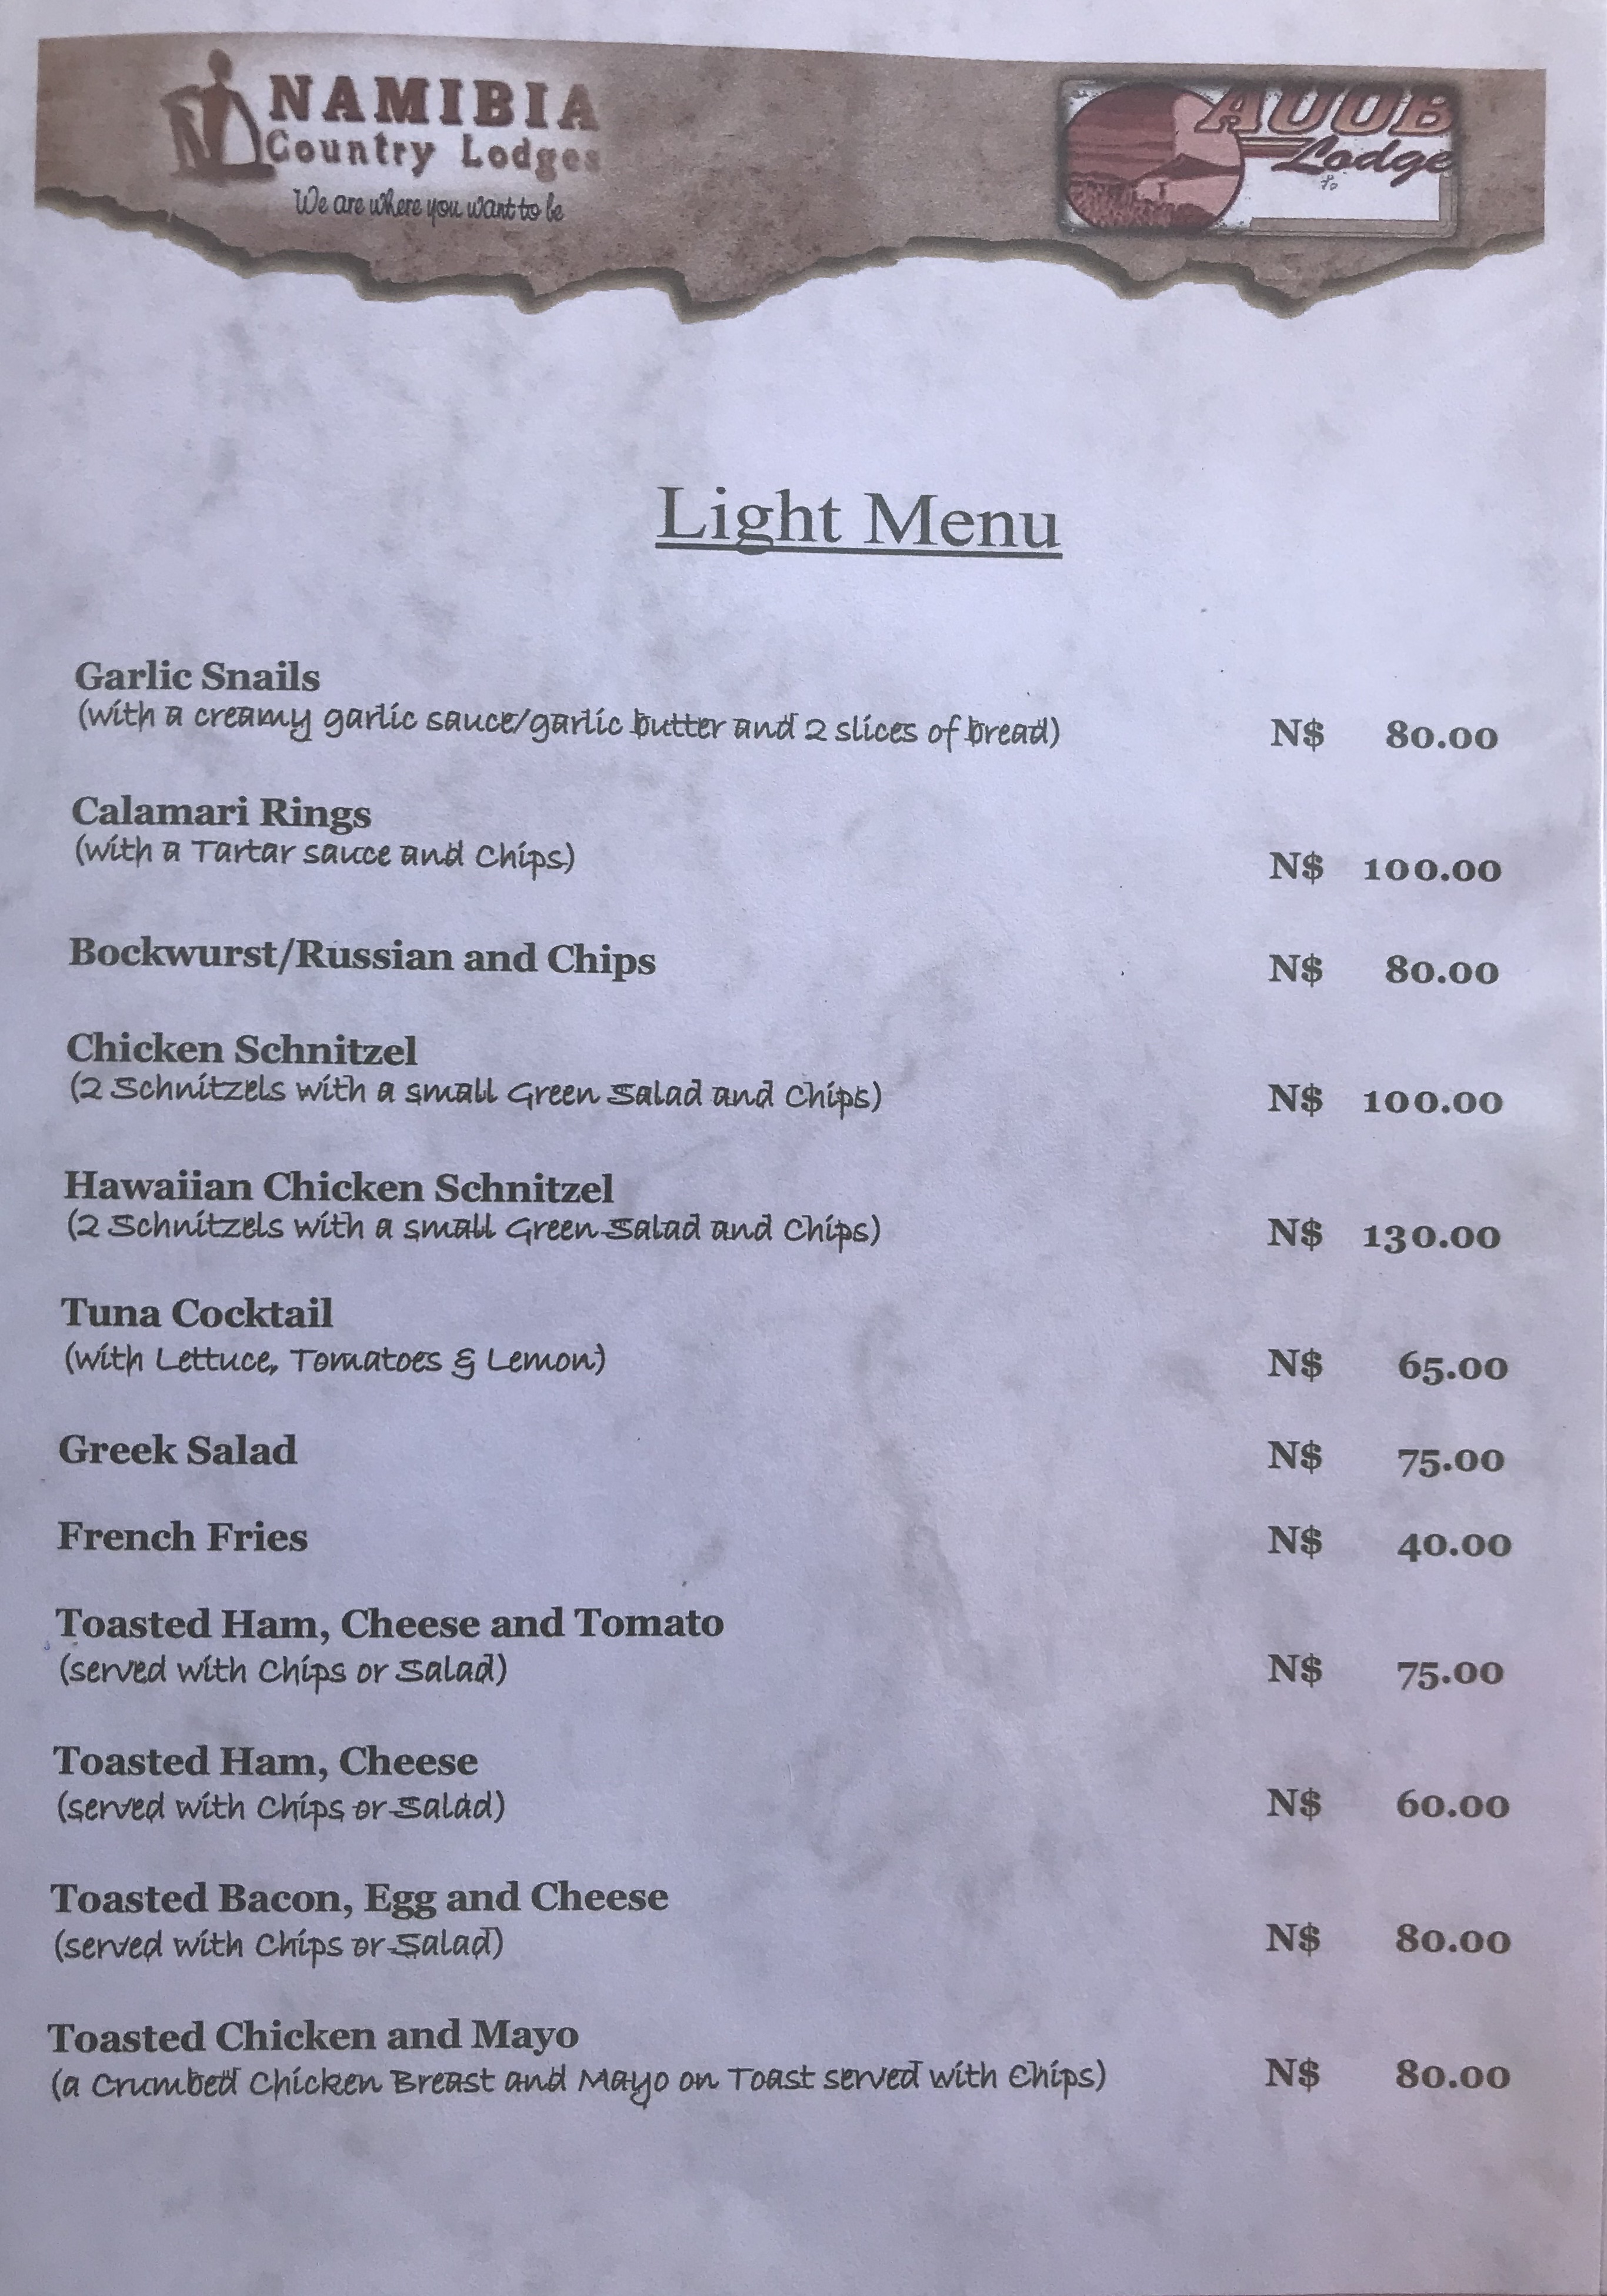 NAMIBIA
Country Lodges
We are where you want to be
AUOB
Lodge
Light Menu
Garlic Snails
(with a creamy garlic sauce/garlic butter and 2 slices of bread) N$ 80.00
Calamari Rings
(with a Tartar sauce and Chips) N$ 100.00
Bockwurst/Russian and Chips N$ 80.00
Chicken Schnitzel
(2 Schnitzels with a small Green Salad and Chips) N$ 100.00
Hawaiian Chicken Schnitzel
(2 Schnitzels with a small Green Salad and Chips) N$ 130.00
Tuna Cocktail
(with Lettuce, Tomatoes & Lemon) N$ 65.00
Greek Salad N$ 75.00
French Fries N$ 40.00
Toasted Ham, Cheese and Tomato
(served with Chips or Salad) N$ 75.00
Toasted Ham, Cheese
(served with Chips or Salad) N$ 60.00
Toasted Bacon, Egg and Cheese
(served with Chips or Salad) N$ 80.00
Toasted Chicken and Mayo
(a Crumbed Chicken Breast and Mayo on Toast served with Chips) N$ 80.00